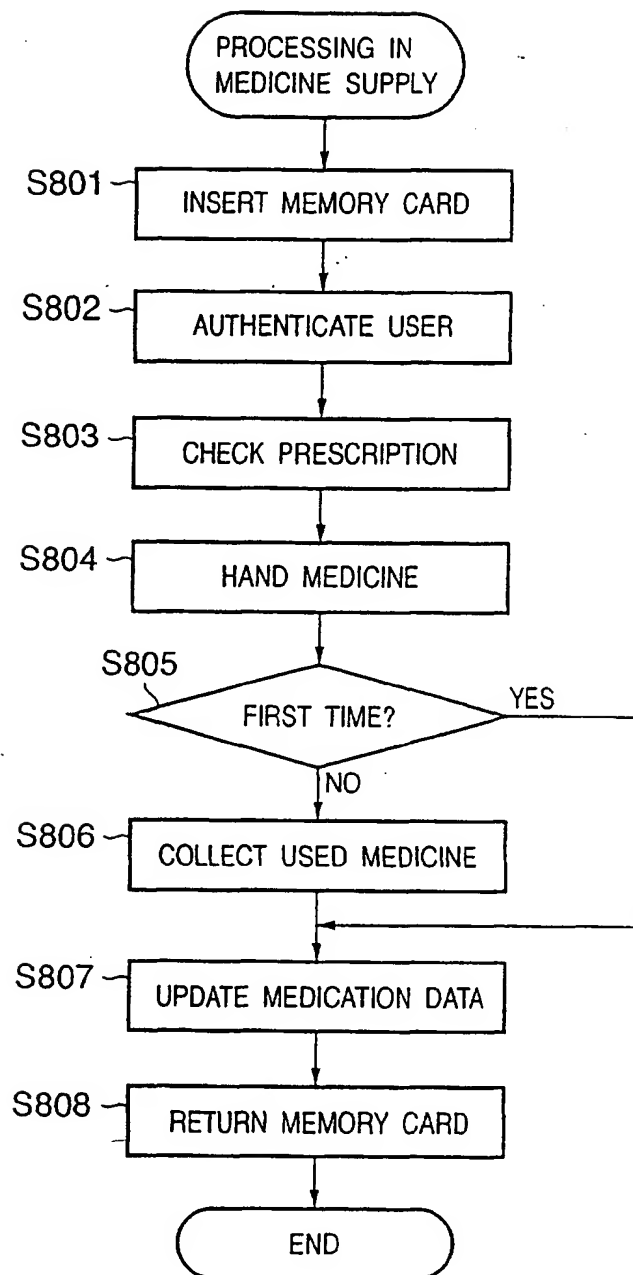 PROCESSING IN
MEDICINE SUPPLY
S801
INSERT MEMORY CARD
S802
AUTHENTICATE USER
S803
CHECK PRESCRIPTION
S804
HAND MEDICINE
S805
FIRST TIME?
YES
NO
S806
COLLECT USED MEDICINE
S807
UPDATE MEDICATION DATA
S808
RETURN MEMORY CARD
END